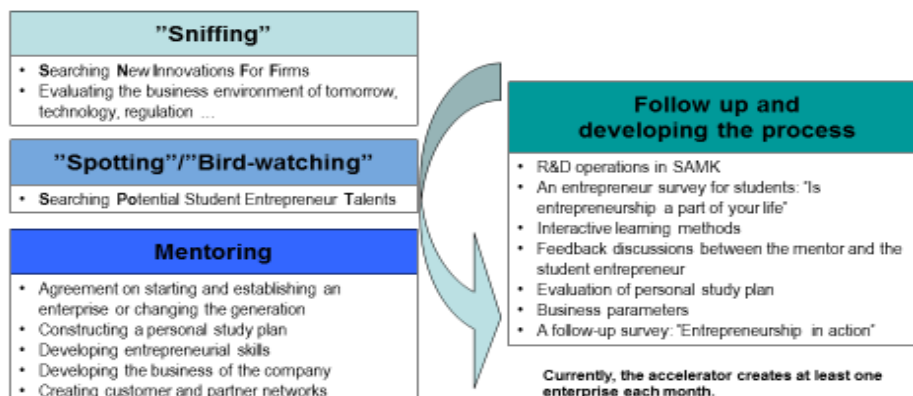 "Sniffing"
• Searching New Innovations For Firms
• Evaluating the business environment of tomorrow,
technology, regulation ...
"Spotting"/"Bird-watching"
• Searching Potential Student Entrepreneur Talents
Mentoring
• Agreement on starting and establishing an
enterprise or changing the generation
• Constructing a personal study plan
• Developing entrepreneurial skills
• Developing the business of the company
• Creating customer and partner networks
Follow up and
developing the process
• R&D operations in SAMK
• An entrepreneur survey for students: "Is
entrepreneurship a part of your life"
• Interactive learning methods
• Feedback discussions between the mentor and the
student entrepreneur
• Evaluation of personal study plan
• Business parameters
• A follow-up survey: "Entrepreneurship in action"
Currently, the accelerator creates at least one
enterprise each month.